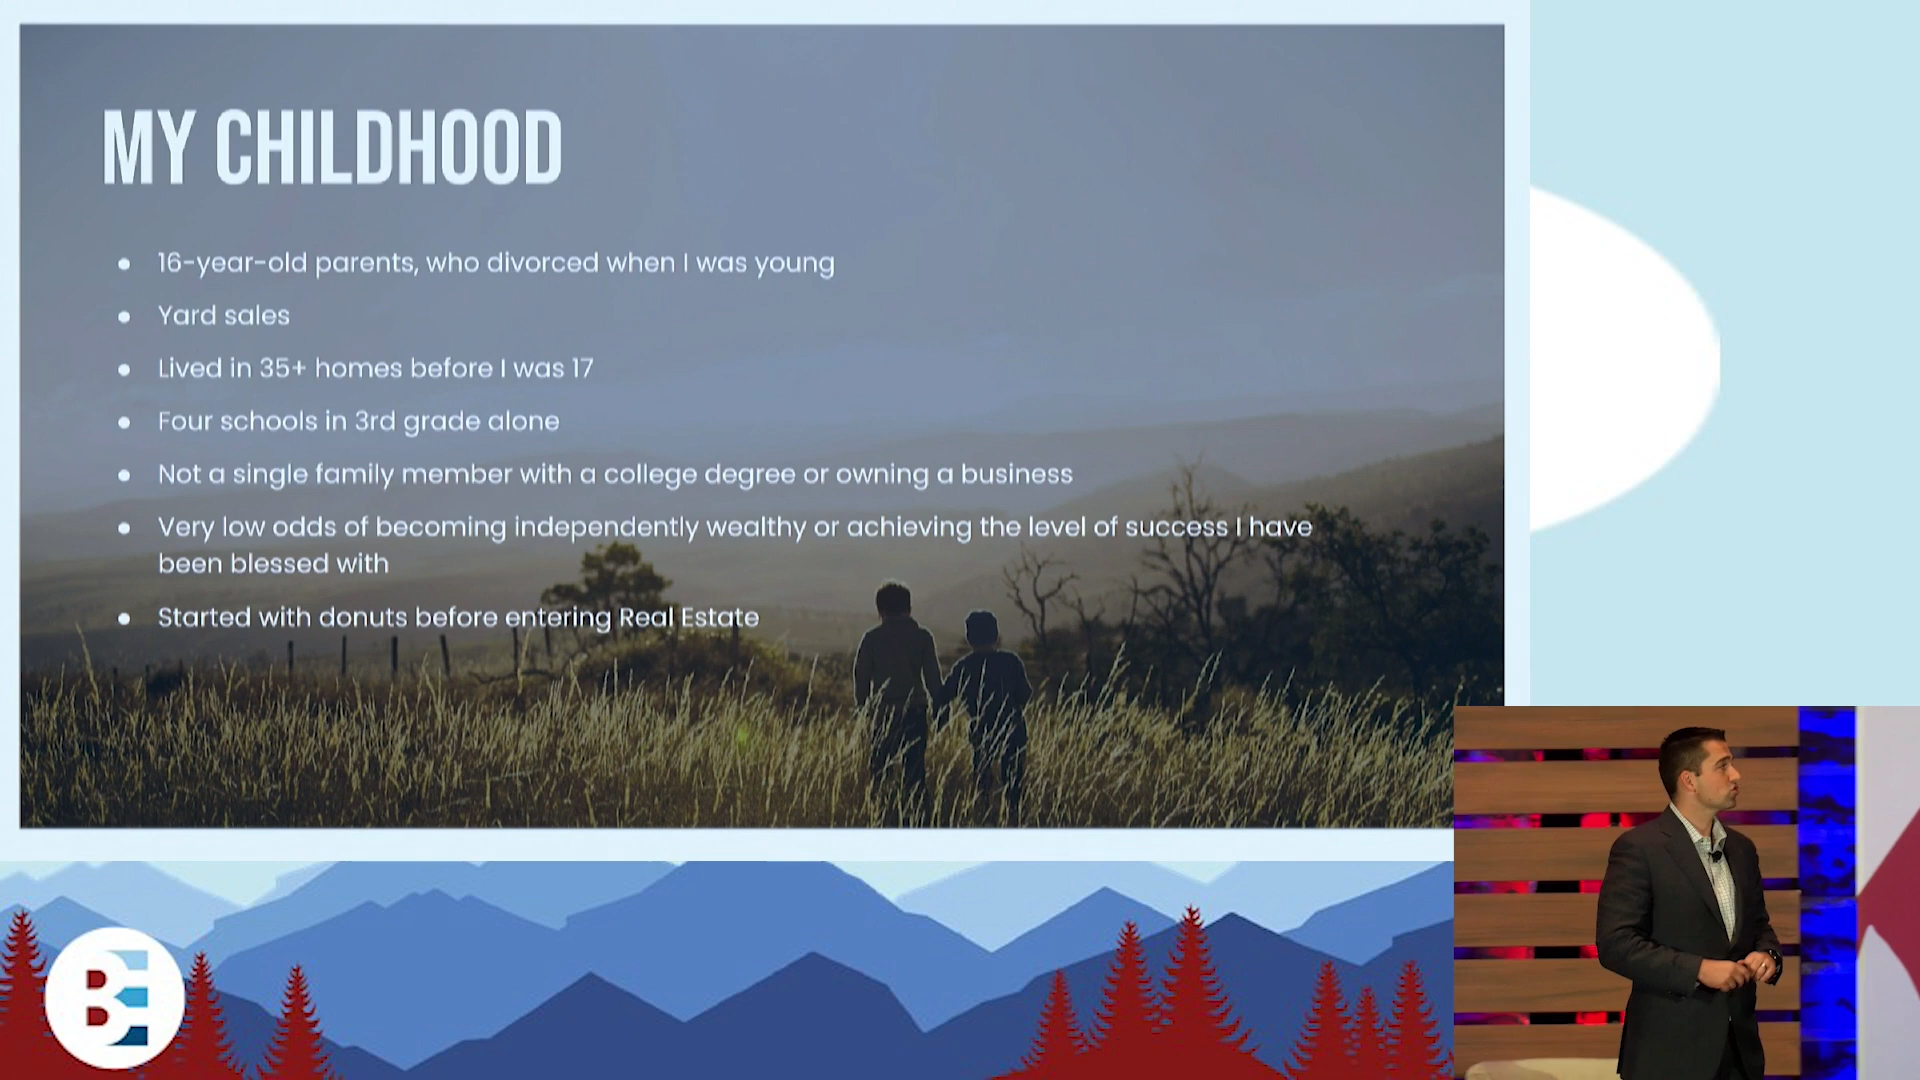 MY CHILDHOOD
● 16-year-old parents, who divorced when I was young
● Yard sales
● Lived in 35+ homes before I was 17
● Four schools in 3rd grade alone
● Not a single family member with a college degree or owning a business
● Very low odds of becoming independently wealthy or achieving the level of success I have
been blessed with
● Started with donuts before entering Real Estate
BE